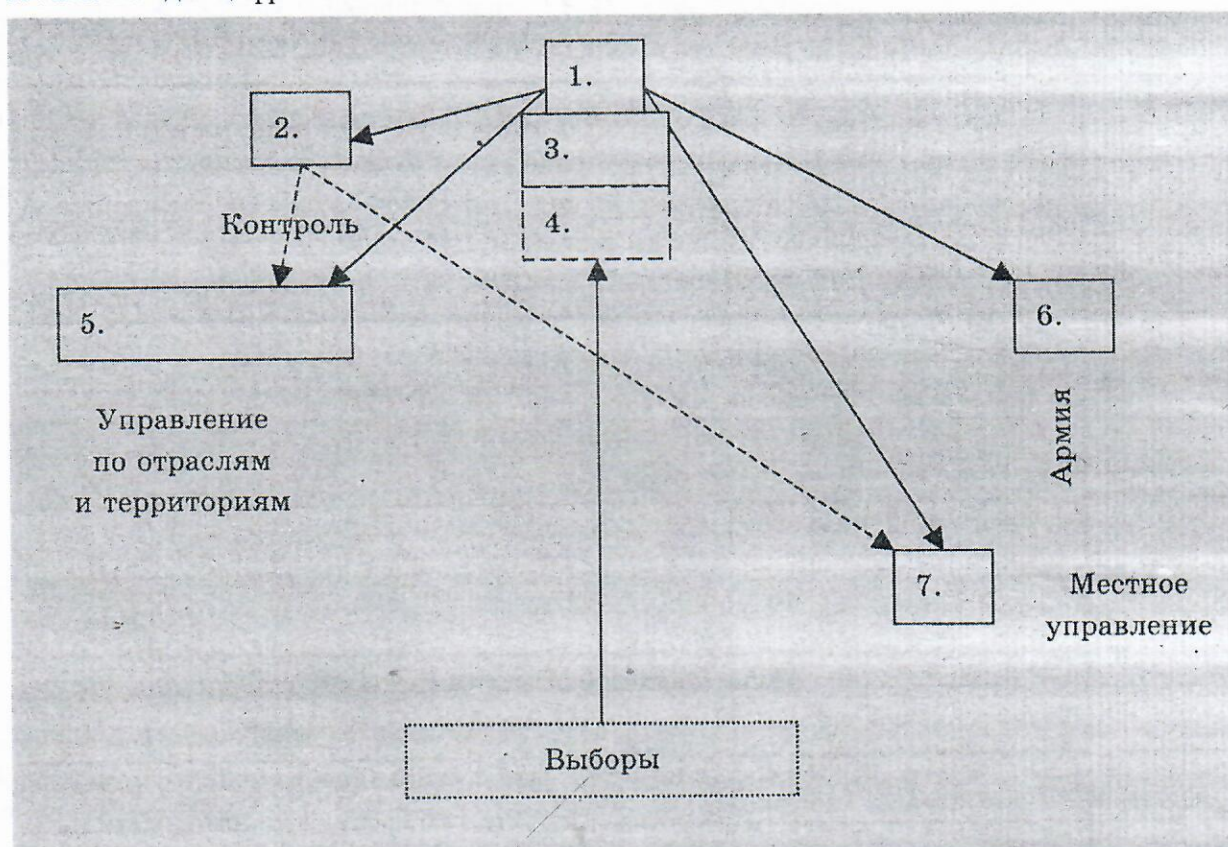 1.
2.
3.
Контроль
4.
5.
6.
Управление
по отраслям
и территориям
Армия
7.
Местное
управление
Выборы